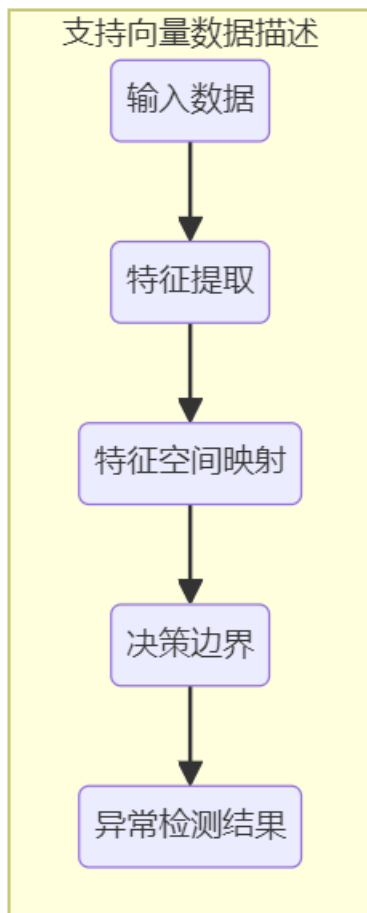 支持向量数据描述
输入数据
特征提取
特征空间映射
决策边界
异常检测结果